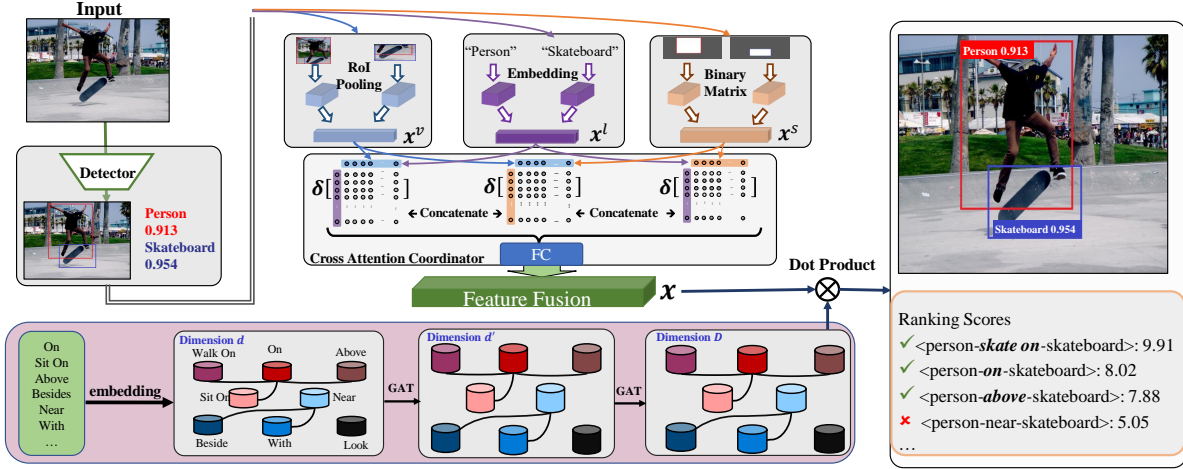 Input
Detector
Person
0.913
Skateboard
0.954
RoI
Pooling
x^v
"Person" "Skateboard"
Embedding
x^l
Binary
Matrix
x^S
δ[ ]
δ[ ]
δ[ ]
Concatenate
Concatenate
Cross Attention Coordinator
FC
Feature Fusion
x
Dot Product
On
Sit On
Above
Besides
Near
With
…
embedding
Dimension d
Walk On
On
Above
Sit On
Near
Beside
With
Look
GAT
Dimension d'
GAT
Dimension D
Person 0.913
Skateboard 0.954
Ranking Scores
✓<person-skate on-skateboard>: 9.91
✓<person-on-skateboard>: 8.02
✓<person-above-skateboard>: 7.88
✘ <person-near-skateboard>: 5.05
…